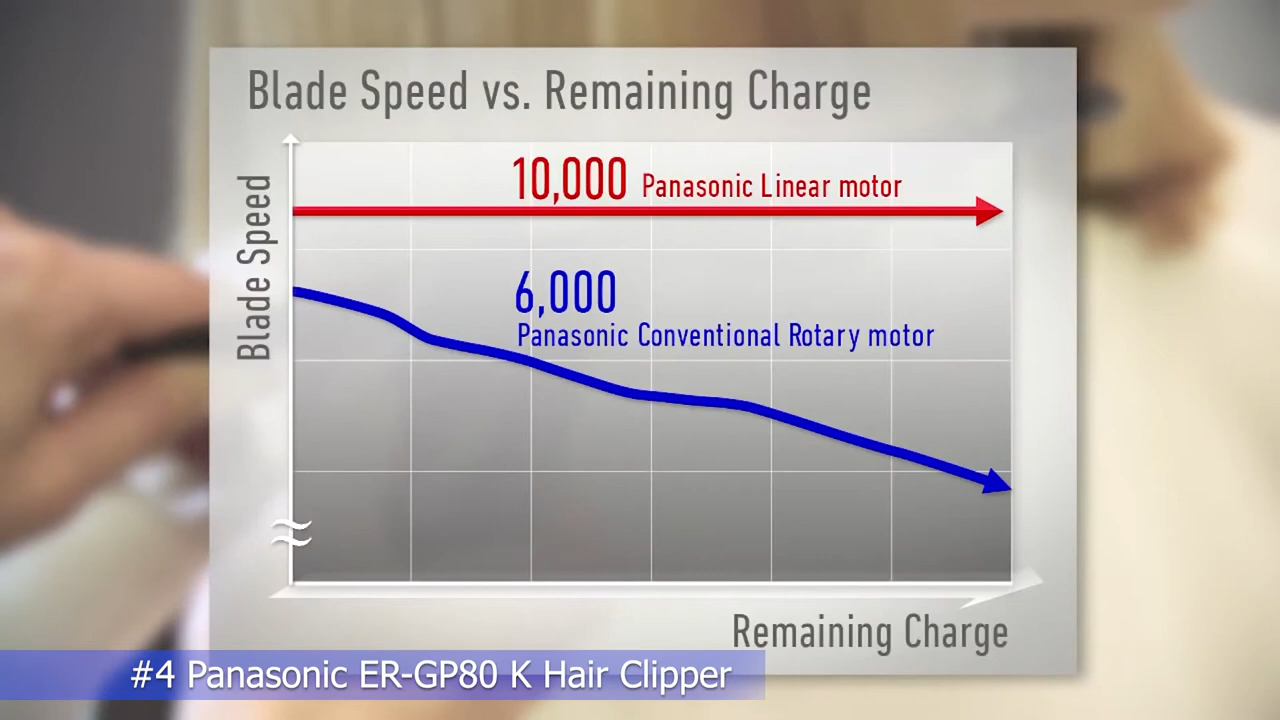 Blade Speed vs. Remaining Charge
Blade Speed
10,000 Panasonic Linear motor
6,000
Panasonic Conventional Rotary motor
Remaining Charge
#4 Panasonic ER-GP80 K Hair Clipper